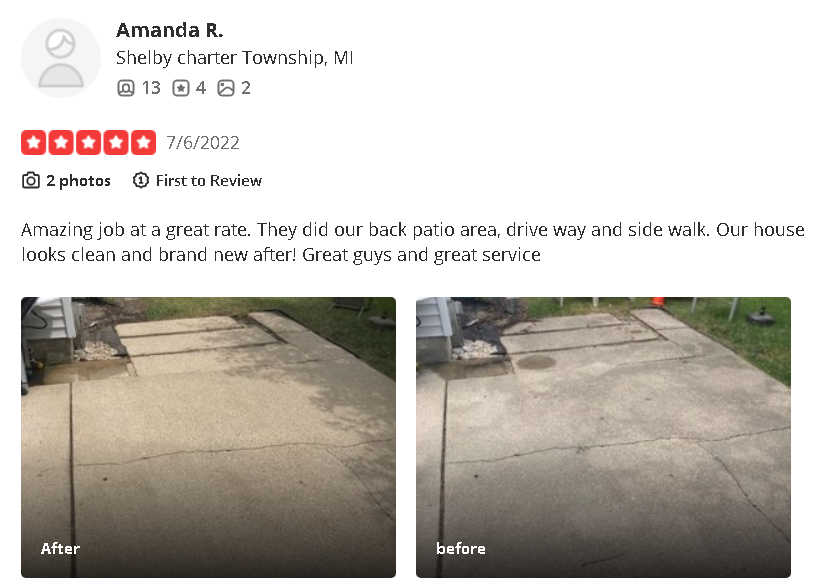 Amanda R.
Shelby charter Township, MI
13 4 2
7/6/2022
2 photos 1 First to Review
Amazing job at a great rate. They did our back patio area, drive way and side walk. Our house
looks clean and brand new after! Great guys and great service
After before